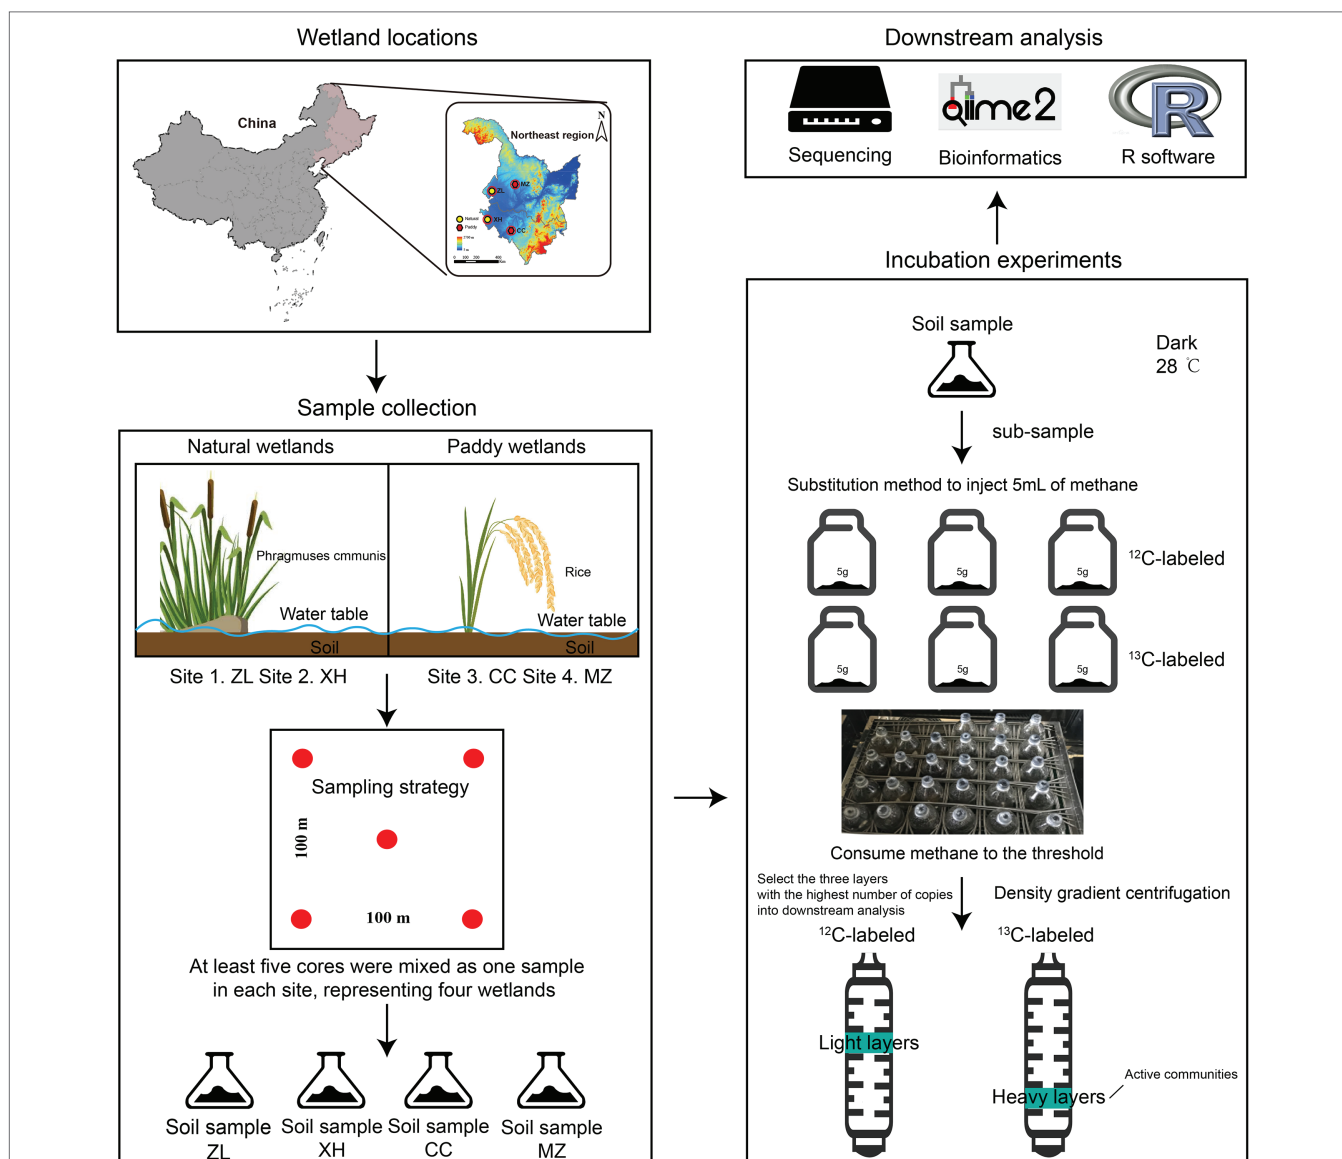 Wetland locations
China
Northeast region
N
ZL
MZ
XH
CC
Natural
Paddy
Sample collection
Natural wetlands
Paddy wetlands
Phragmuses cmmunis
Rice
Water table
Water table
Soil
Soil
Site 1. ZL Site 2. XH
Site 3. CC Site 4. MZ
Sampling strategy
100 m
100 m
At least five cores were mixed as one sample
in each site, representing four wetlands
Soil sample
ZL
Soil sample
XH
Soil sample
CC
Soil sample
MZ
Downstream analysis
qiime2
R
Sequencing
Bioinformatics
R software
Incubation experiments
Soil sample
Dark
28 ℃
sub-sample
Substitution method to inject 5mL of methane
5g
5g
5g
¹²C-labeled
5g
5g
5g
¹³C-labeled
Consume methane to the threshold
Select the three layers
with the highest number of copies
into downstream analysis
Density gradient centrifugation
¹²C-labeled
¹³C-labeled
Light layers
Heavy layers
Active communities